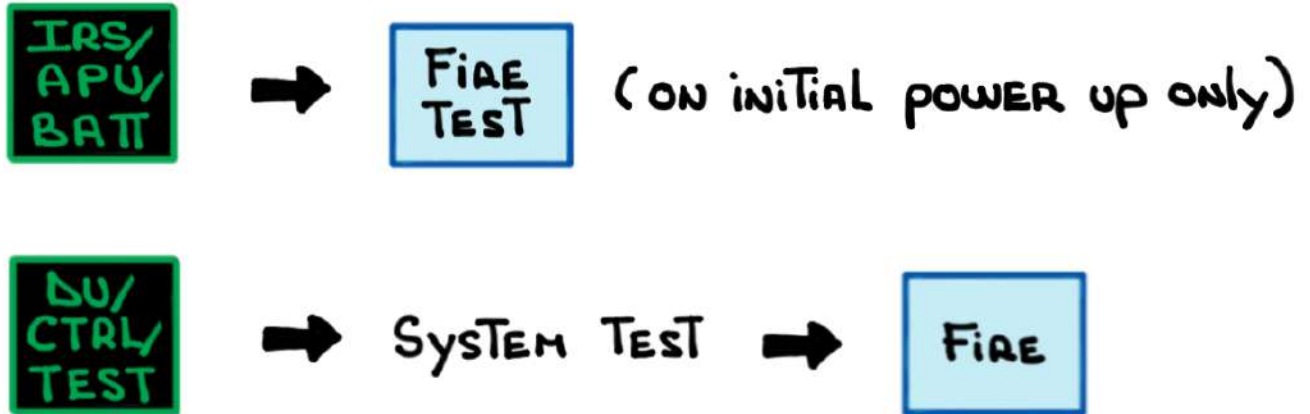 IRS/
APU/
BATT
FIRE
TEST
(ON INITIAL POWER UP ONLY)
DU/
CTRL/
TEST
SYSTEM TEST
FIRE